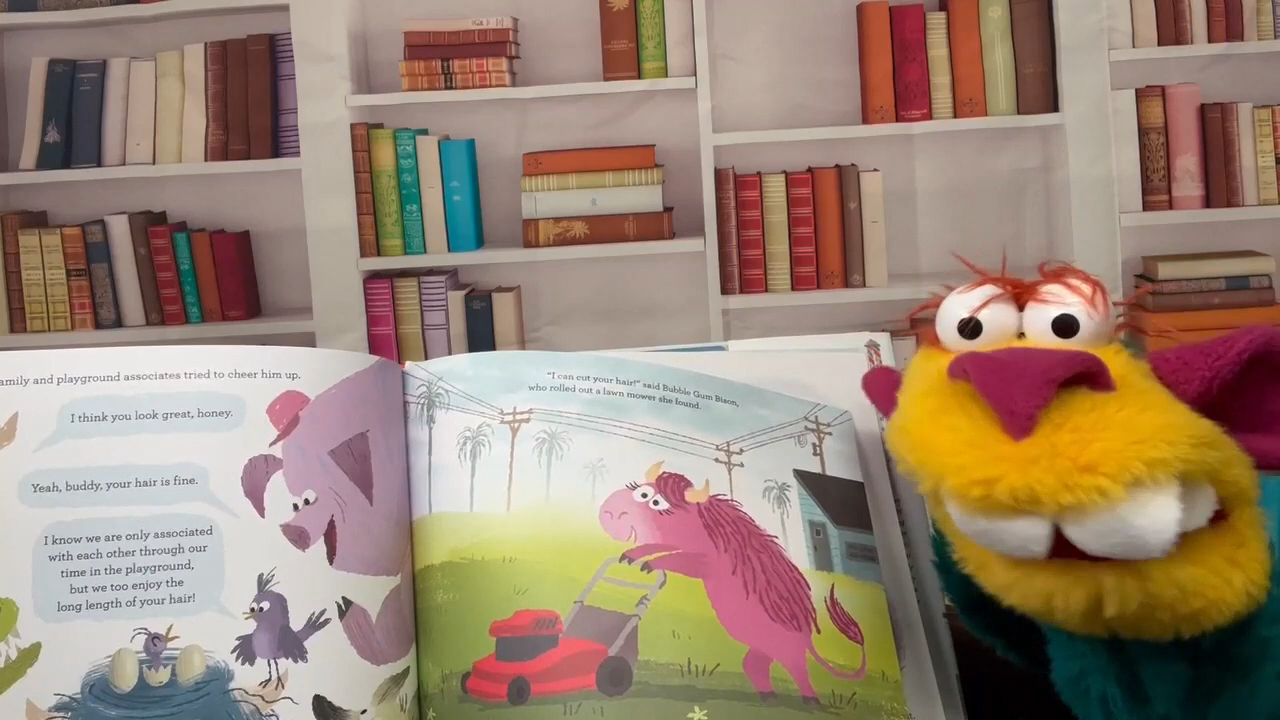 amily and playground associates tried to cheer him up.
I think you look great, honey.
Yeah, buddy, your hair is fine.
I know we are only associated
with each other through our
time in the playground,
but we too enjoy the
long length of your hair!
"I can cut your hair!" said Bubble Gum Bison,
who rolled out a lawn mower she found.